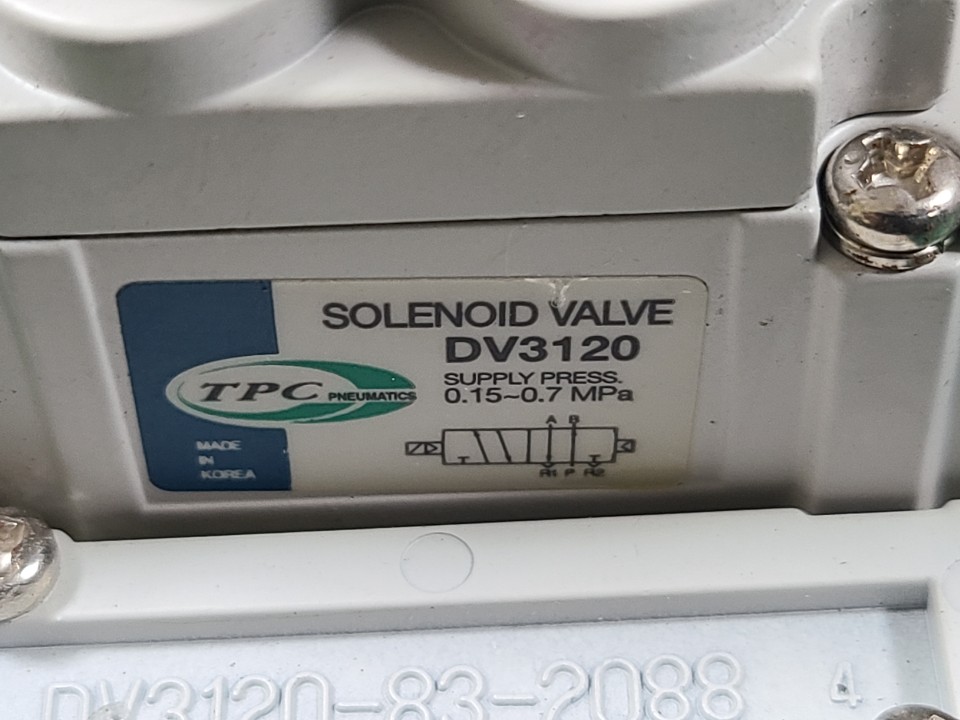 SOLENOID VALVE
DV3120
SUPPLY PRESS.
0.15~0.7 MPa
TPC PNEUMATICS
MADE
IN
KOREA
A B
R1 P R2
DV3120-83-2088 4